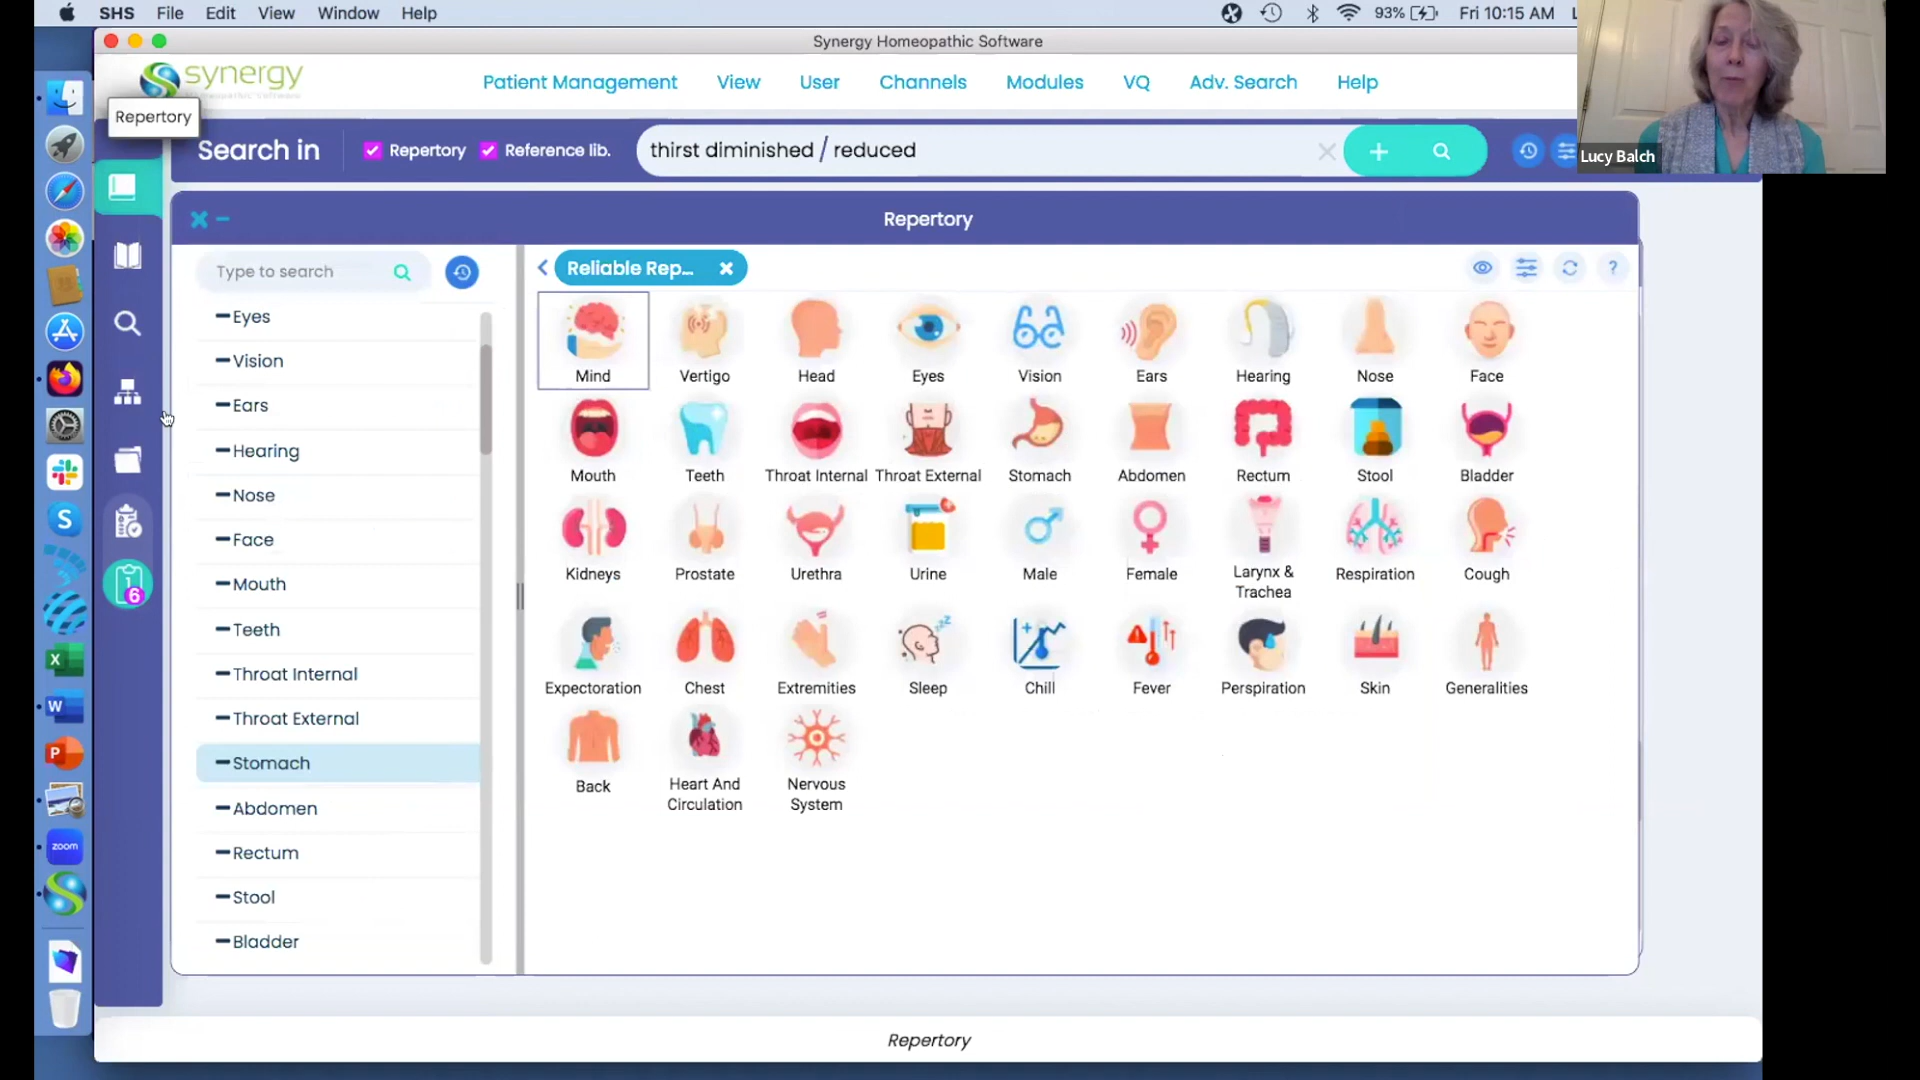 SHS File Edit View Window Help
93% Fri 10:15 AM L
Synergy Homeopathic Software
synergy
Patient Management View User Channels Modules VQ Adv. Search Help
Repertory
Search in
Repertory
Reference lib.
thirst diminished / reduced
Lucy Balch
Repertory
Type to search
Reliable Rep...
?
Eyes
Vision
Ears
Hearing
Nose
Face
Mouth
Teeth
Throat Internal
Throat External
Stomach
Abdomen
Rectum
Stool
Bladder
Mind Vertigo Head Eyes Vision Ears Hearing Nose Face
Mouth Teeth Throat Internal Throat External Stomach Abdomen Rectum Stool Bladder
Kidneys Prostate Urethra Urine Male Female Larynx & Trachea Respiration Cough
Expectoration Chest Extremities Sleep Chill Fever Perspiration Skin Generalities
Back Heart And Circulation Nervous System
6
S
X
W
P
zoom
Repertory